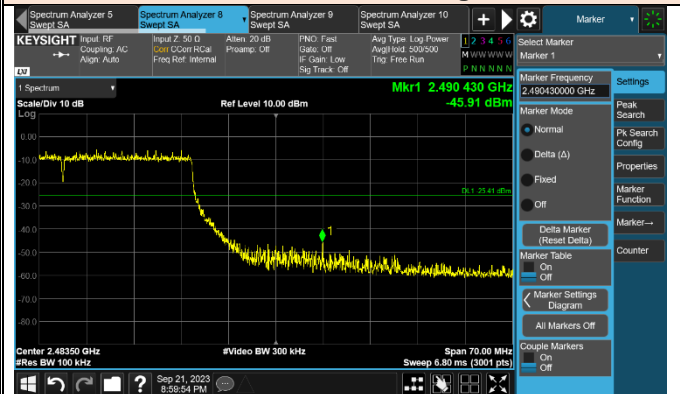 Spectrum Analyzer 5
Swept SA
Spectrum Analyzer 8
Swept SA
Spectrum Analyzer 9
Swept SA
Spectrum Analyzer 10
Swept SA
Marker
KEYSIGHT
Input: RF
Coupling: AC
Align: Auto
Input Z: 50 Ω
Corr CCorr RCal
Freq Ref: Internal
Atten: 20 dB
Preamp: Off
PNO: Fast
Gate: Off
IF Gain: Low
Sig Track: Off
Avg Type: Log-Power
Avg|Hold: 500/500
Trig: Free Run
1 2 3 4 5 6
M W W W W W
P N N N N N
LXI
Select Marker
Marker 1
1 Spectrum
Scale/Div 10 dB
Log
Ref Level 10.00 dBm
Mkr1 2.490 430 GHz
-45.91 dBm
0.00
-10.0
-20.0
-30.0
-40.0
-50.0
-60.0
-70.0
-80.0
DL1 -25.41 dBm
1
Center 2.48350 GHz
#Res BW 100 kHz
#Video BW 300 kHz
Span 70.00 MHz
Sweep 6.80 ms (3001 pts)
Marker Frequency
2.490430000 GHz
Marker Mode
Normal
Delta (Δ)
Fixed
Off
Delta Marker
(Reset Delta)
Marker Table
On
Off
Marker Settings
Diagram
All Markers Off
Couple Markers
On
Off
Settings
Peak
Search
Pk Search
Config
Properties
Marker
Function
Marker→
Counter
?
Sep 21, 2023
8:59:54 PM